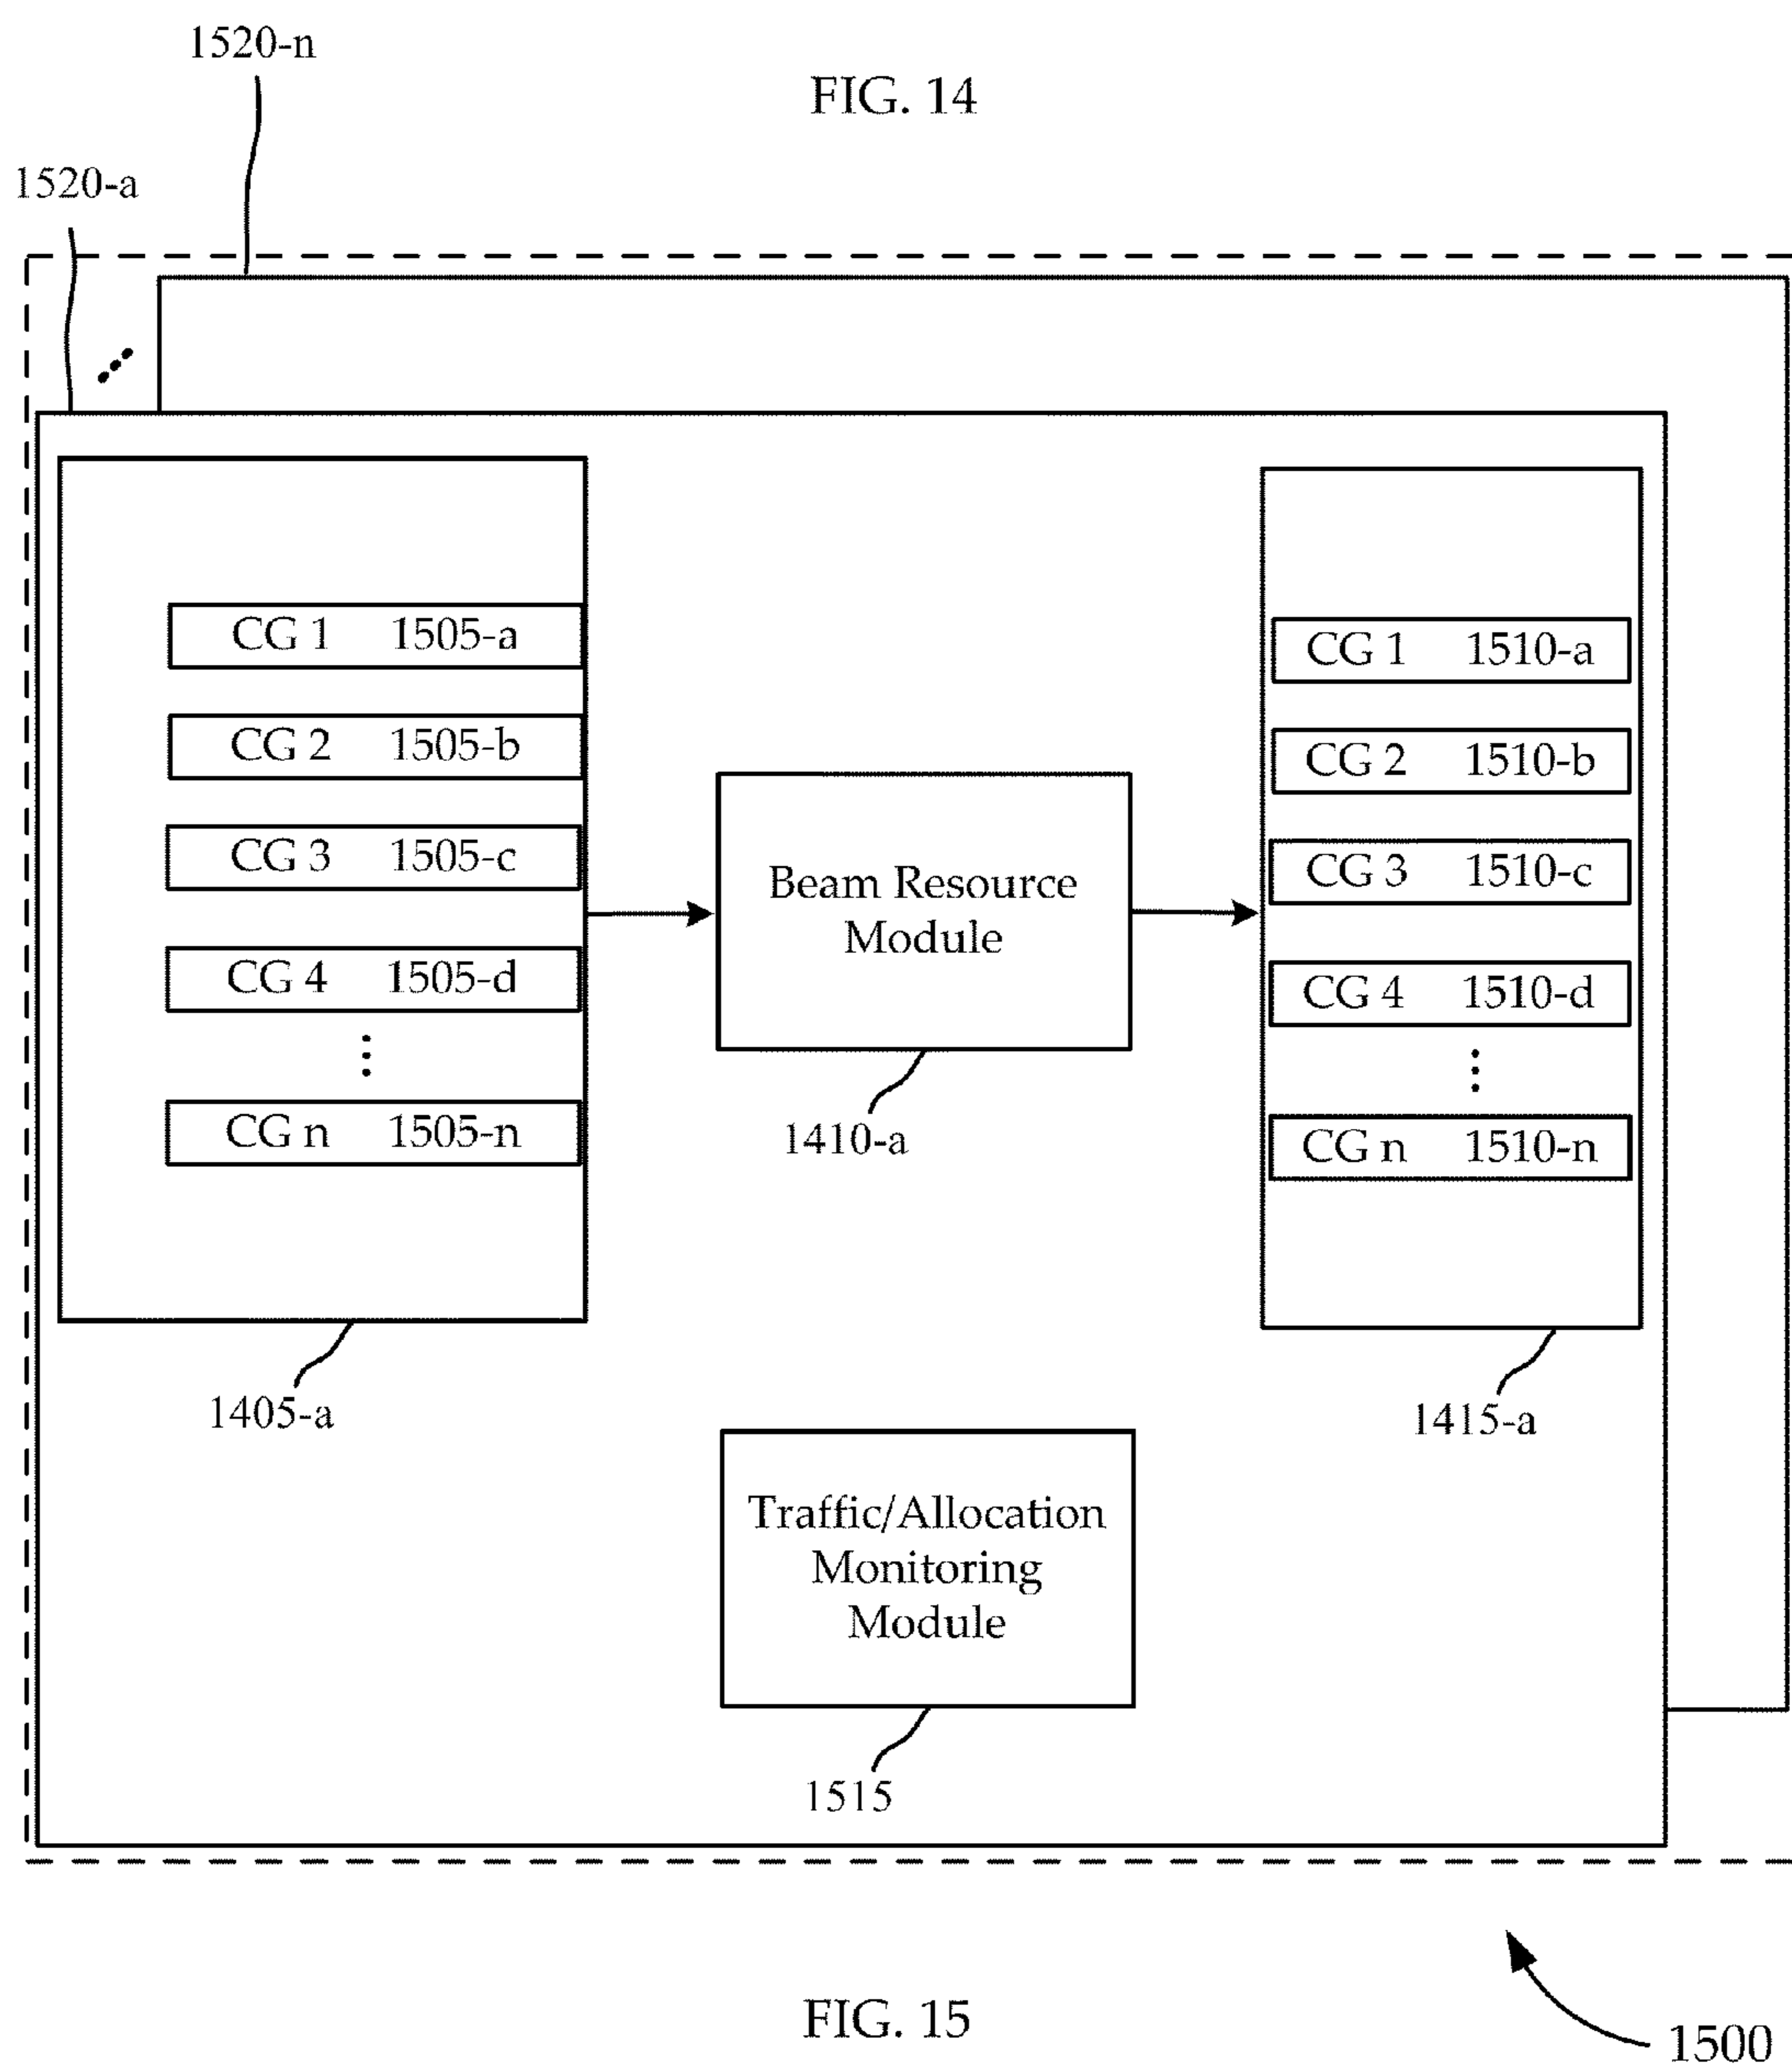 1520-n
FIG. 14
1520-a
CG 1 1505-a
CG 2 1505-b
CG 3 1505-c
CG 4 1505-d
CG n 1505-n
1405-a
Beam Resource
Module
1410-a
CG 1 1510-a
CG 2 1510-b
CG 3 1510-c
CG 4 1510-d
CG n 1510-n
1415-a
Traffic/Allocation
Monitoring
Module
1515
FIG. 15
1500